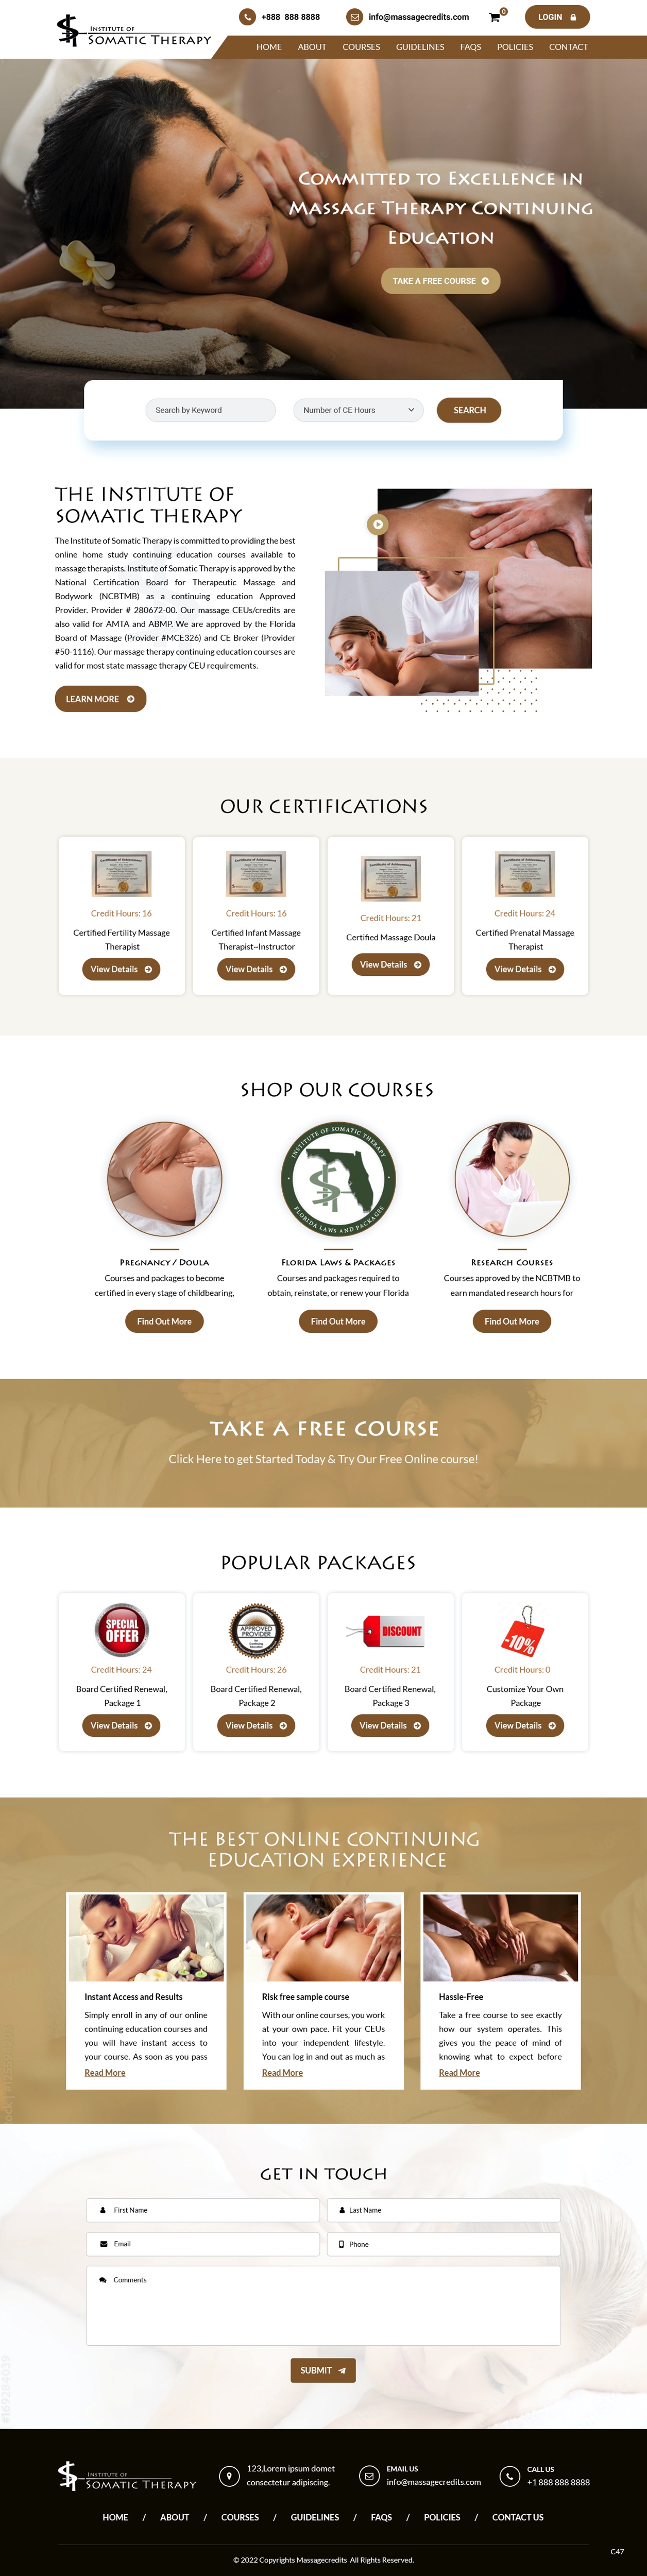 INSTITUTE OF
SOMATIC THERAPY
+888 888 8888
info@massagecredits.com
0
LOGIN
HOME ABOUT COURSES GUIDELINES FAQS POLICIES CONTACT
COMMITTED TO EXCELLENCE IN
MASSAGE THERAPY CONTINUING
EDUCATION
TAKE A FREE COURSE
Search by Keyword
Number of CE Hours
SEARCH
THE INSTITUTE OF
SOMATIC THERAPY
The Institute of Somatic Therapy is committed to providing the best
online home study continuing education courses available to
massage therapists. Institute of Somatic Therapy is approved by the
National Certification Board for Therapeutic Massage and
Bodywork (NCBTMB) as a continuing education Approved
Provider. Provider # 280672-00. Our massage CEUs/credits are
also valid for AMTA and ABMP. We are approved by the Florida
Board of Massage (Provider #MCE326) and CE Broker (Provider
#50-1116). Our massage therapy continuing education courses are
valid for most state massage therapy CEU requirements.
LEARN MORE
OUR CERTIFICATIONS
Certificate of Achievement
Credit Hours: 16
Certified Fertility Massage
Therapist
View Details
Certificate of Achievement
Credit Hours: 16
Certified Infant Massage
Therapist~Instructor
View Details
Certificate of Achievement
Credit Hours: 21
Certified Massage Doula
View Details
Certificate of Achievement
Credit Hours: 24
Certified Prenatal Massage
Therapist
View Details
SHOP OUR COURSES
PREGNANCY / DOULA
Courses and packages to become
certified in every stage of childbearing,
Find Out More
INSTITUTE OF SOMATIC THERAPY
FLORIDA LAWS AND PACKAGES
FLORIDA LAWS & PACKAGES
Courses and packages required to
obtain, reinstate, or renew your Florida
Find Out More
RESEARCH COURSES
Courses approved by the NCBTMB to
earn mandated research hours for
Find Out More
TAKE A FREE COURSE
Click Here to get Started Today & Try Our Free Online course!
POPULAR PACKAGES
SPECIAL
OFFER
Credit Hours: 24
Board Certified Renewal,
Package 1
View Details
APPROVED
PROVIDER
Credit Hours: 26
Board Certified Renewal,
Package 2
View Details
DISCOUNT
Credit Hours: 21
Board Certified Renewal,
Package 3
View Details
-10%
Credit Hours: 0
Customize Your Own
Package
View Details
THE BEST ONLINE CONTINUING
EDUCATION EXPERIENCE
Instant Access and Results
Simply enroll in any of our online
continuing education courses and
you will have instant access to
your course. As soon as you pass
Read More
Risk free sample course
With our online courses, you work
at your own pace. Fit your CEUs
into your independent lifestyle.
You can log in and out as much as
Read More
Hassle-Free
Take a free course to see exactly
how our system operates. This
gives you the peace of mind of
knowing what to expect before
Read More
GET IN TOUCH
First Name
Last Name
Email
Phone
Comments
SUBMIT
#169284039
INSTITUTE OF
SOMATIC THERAPY
123,Lorem ipsum domet
consectetur adipiscing.
EMAIL US
info@massagecredits.com
CALL US
+1 888 888 8888
HOME / ABOUT / COURSES / GUIDELINES / FAQS / POLICIES / CONTACT US
C47
© 2022 Copyrights Massagecredits All Rights Reserved.